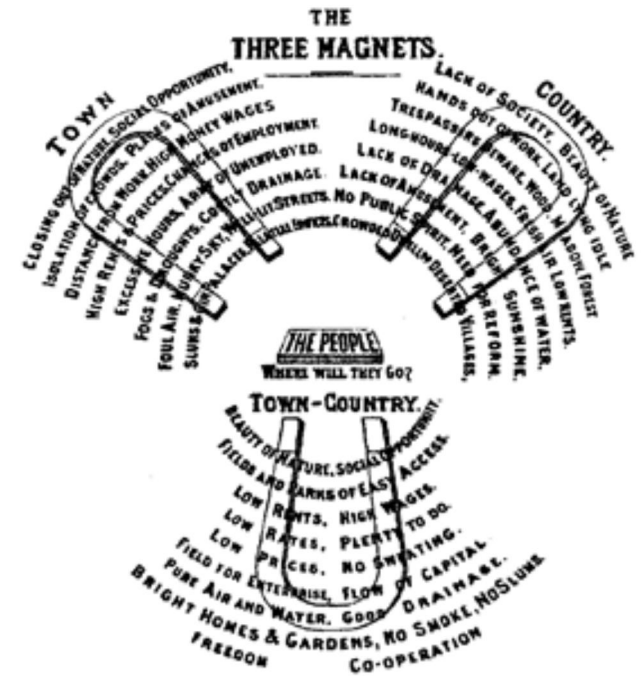 THE
THREE MAGNETS.
TOWN
CLOSING OUT OF NATURE. SOCIAL OPPORTUNITY.
ISOLATION OF CROWDS. PLACES OF AMUSEMENT.
DISTANCE FROM WORK. HIGH MONEY WAGES
HIGH RENTS & PRICES. CHANCES OF EMPLOYMENT.
EXCESSIVE HOURS. ARMY OF UNEMPLOYED.
FOGS & DROUGHTS. COSTLY DRAINAGE.
FOUL AIR. MURKY SKY. WELL-LIT STREETS.
SLUMS & GIN PALACES. EDIFICES.
COUNTRY.
LACK OF SOCIETY. BEAUTY OF NATURE
HANDS OUT OF WORK. LAND LYING IDLE
TRESPASSERS BEWARE. WOOD, MEADOW, FOREST
LONG HOURS-LOW-WAGES. FRESH AIR LOW RENTS.
LACK OF DRAINAGE. ABUNDANCE OF WATER.
LACK OF AMUSEMENT. BRIGHT SUNSHINE.
NO PUBLIC SPIRIT. NEED FOR REFORM.
CROWDED DWELLINGS DESERTED VILLAGES,
THE PEOPLE
WHERE WILL THEY GO?
TOWN-COUNTRY.
BEAUTY OF NATURE. SOCIAL OPPORTUNITY.
FIELDS AND PARKS OF EASY ACCESS.
LOW RENTS, HIGH WAGES.
LOW RATES, PLENTY TO DO.
LOW PRICES, NO SWEATING.
FIELD FOR ENTERPRISE, FLOW OF CAPITAL.
PURE AIR AND WATER, GOOD DRAINAGE.
BRIGHT HOMES & GARDENS, NO SMOKE, NO SLUMS.
FREEDOM CO-OPERATION